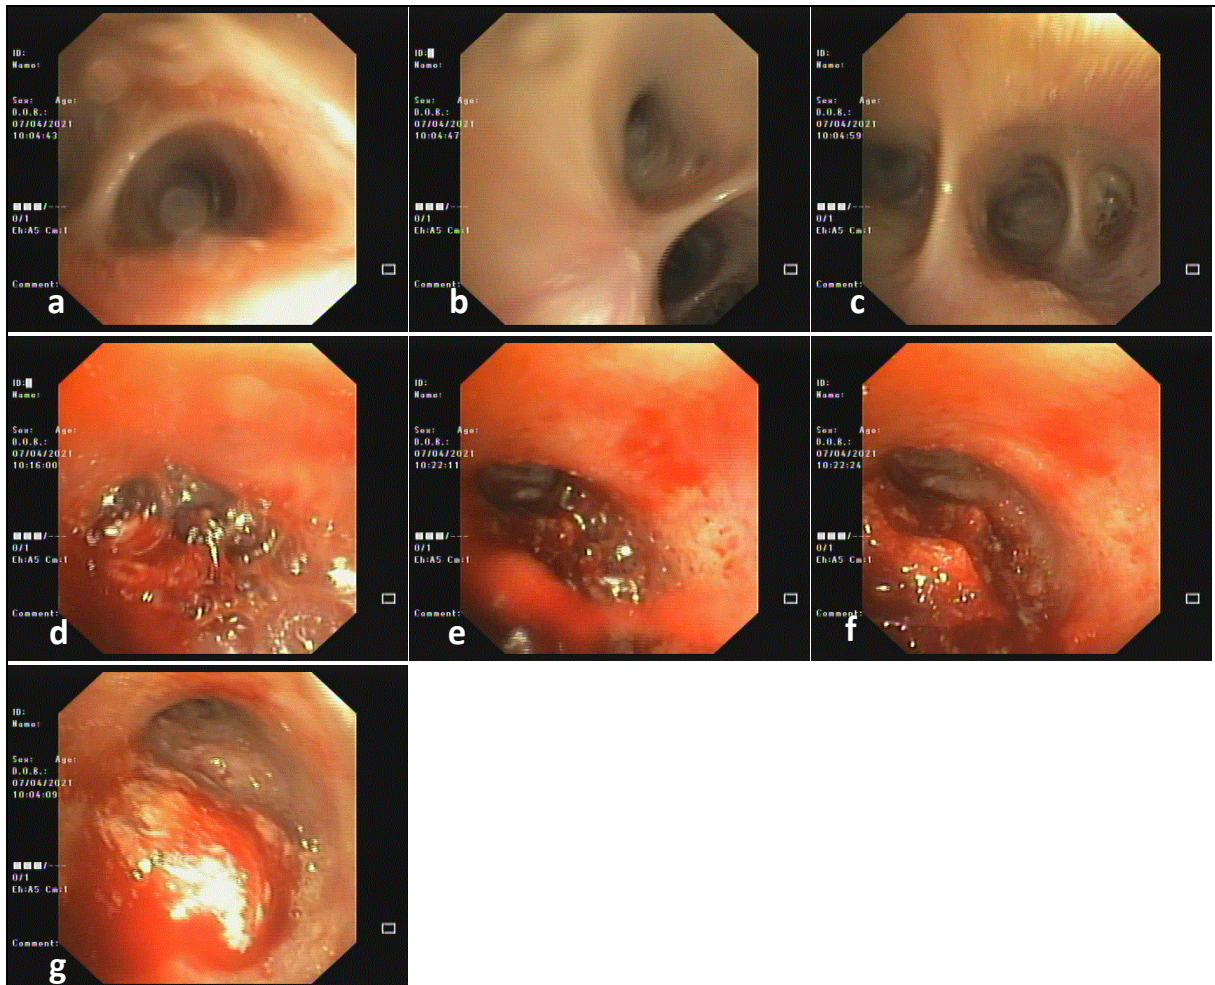 ID:
Name:
Sex: Age:
D.O.B.:
07/04/2021
10:04:43
0/1
Eh:A5 Cm:1
Comment:
a
ID:
Name:
Sex: Age:
D.O.B.:
07/04/2021
10:04:47
0/1
Eh:A5 Cm:1
Comment:
b
ID:
Name:
Sex: Age:
D.O.B.:
07/04/2021
10:04:59
0/1
Eh:A5 Cm:1
Comment:
c
ID:
Name:
Sex: Age:
D.O.B.:
07/04/2021
10:16:00
0/1
Eh:A5 Cm:1
Comment:
d
ID:
Name:
Sex: Age:
D.O.B.:
07/04/2021
10:22:11
0/1
Eh:A5 Cm:1
Comment:
e
ID:
Name:
Sex: Age:
D.O.B.:
07/04/2021
10:22:24
0/1
Eh:A5 Cm:1
Comment:
f
ID:
Name:
Sex: Age:
D.O.B.:
07/04/2021
10:04:09
0/1
Eh:A5 Cm:1
Comment:
g